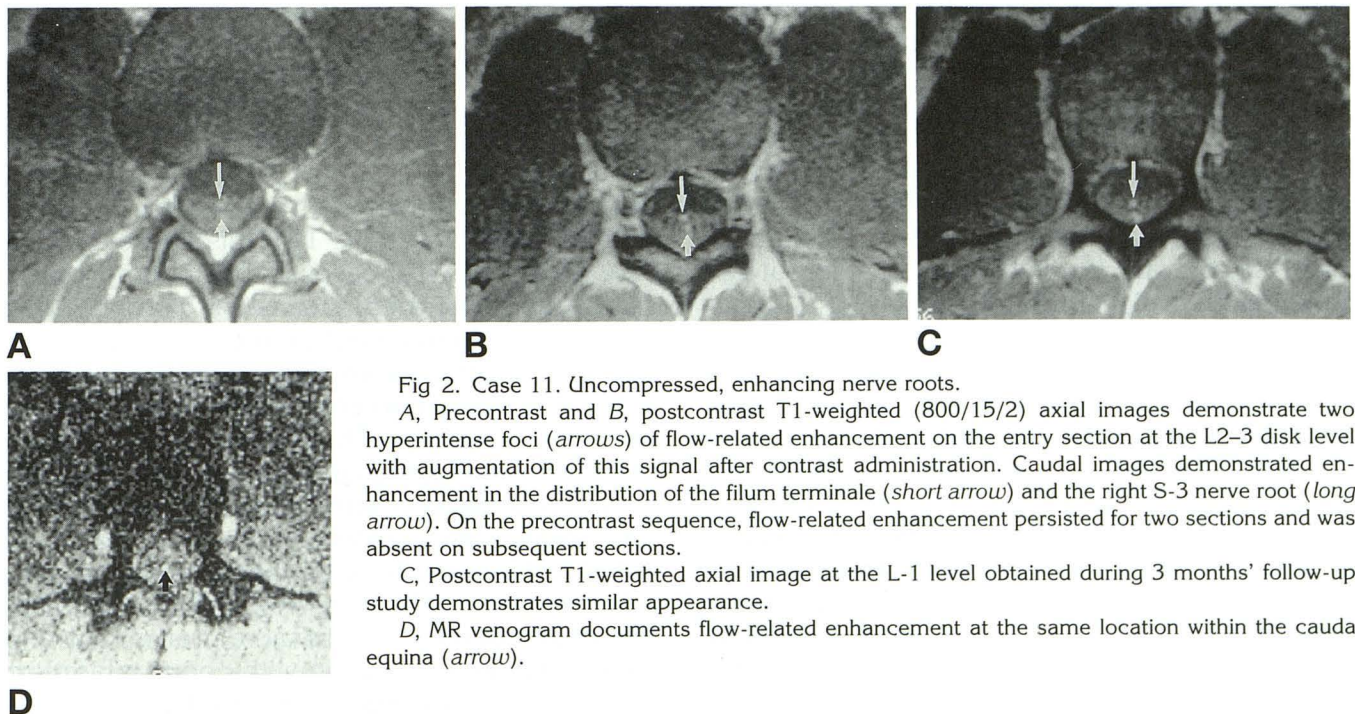 A
B
C
D
Fig 2. Case 11. Uncompressed, enhancing nerve roots.
A, Precontrast and B, postcontrast T1-weighted (800/15/2) axial images demonstrate two
hyperintense foci (arrows) of flow-related enhancement on the entry section at the L2–3 disk level
with augmentation of this signal after contrast administration. Caudal images demonstrated en-
hancement in the distribution of the filum terminale (short arrow) and the right S-3 nerve root (long
arrow). On the precontrast sequence, flow-related enhancement persisted for two sections and was
absent on subsequent sections.
C, Postcontrast T1-weighted axial image at the L-1 level obtained during 3 months' follow-up
study demonstrates similar appearance.
D, MR venogram documents flow-related enhancement at the same location within the cauda
equina (arrow).